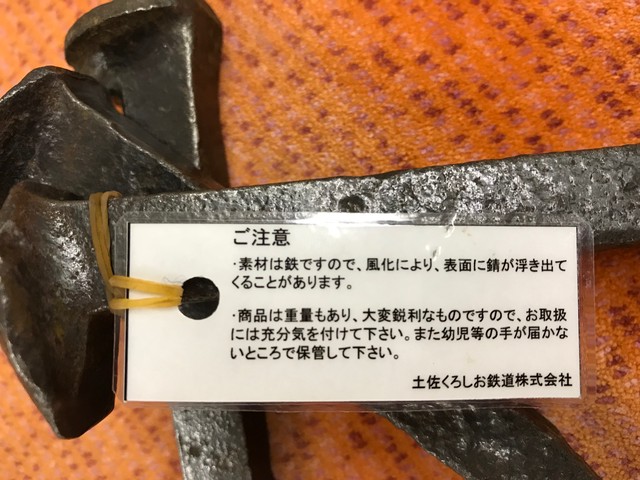 ご注意
・素材は鉄ですので、風化により、表面に錆が浮き出て
くることがあります。
・商品は重量もあり、大変鋭利なものですので、お取扱
には充分気を付けて下さい。また幼児等の手が届かな
いところで保管して下さい。
土佐くろしお鉄道株式会社